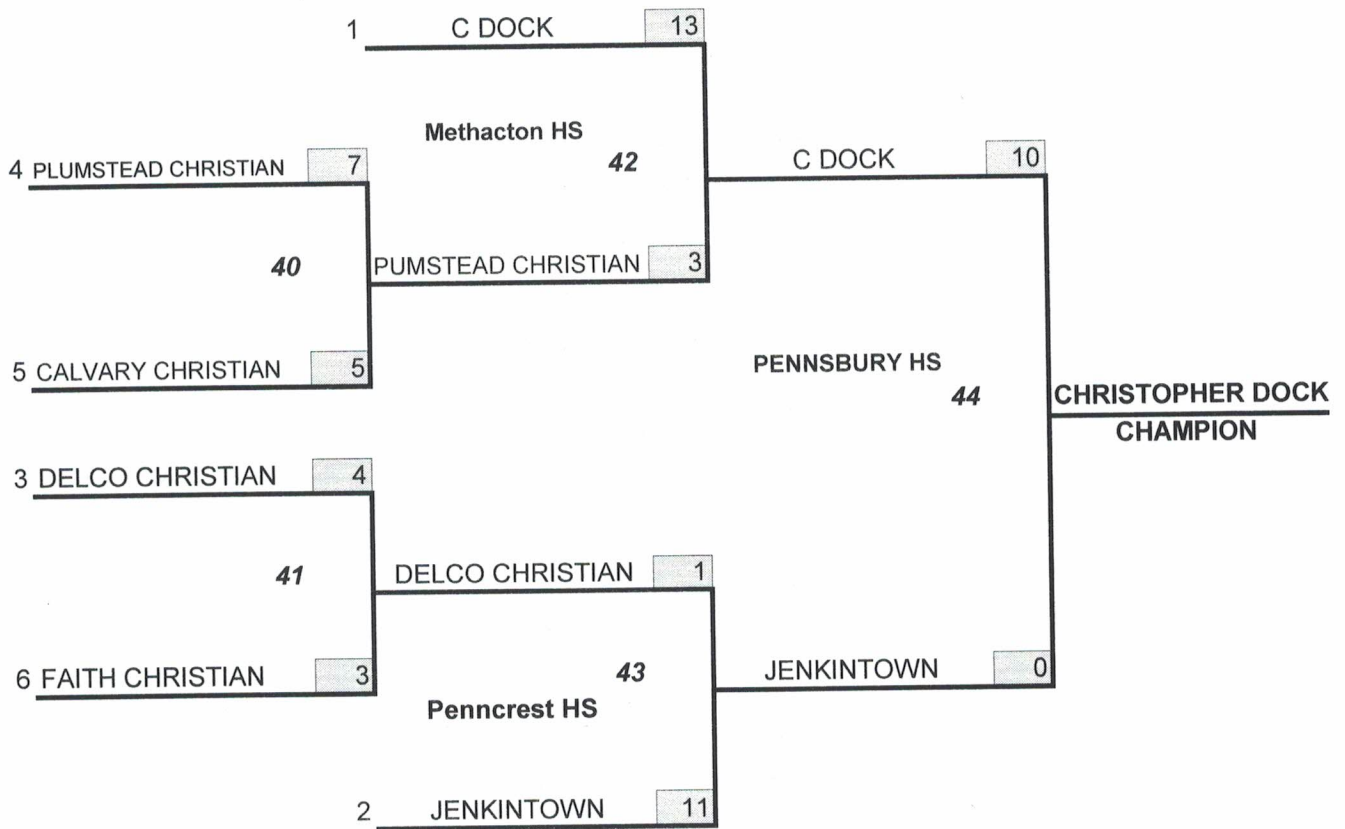 1 C DOCK 13
Methacton HS
42
4 PLUMSTEAD CHRISTIAN 7
C DOCK 10
40
PUMSTEAD CHRISTIAN 3
5 CALVARY CHRISTIAN 5
PENNSBURY HS
44
CHRISTOPHER DOCK
CHAMPION
3 DELCO CHRISTIAN 4
41
DELCO CHRISTIAN 1
6 FAITH CHRISTIAN 3
43
Penncrest HS
JENKINTOWN 0
2 JENKINTOWN 11